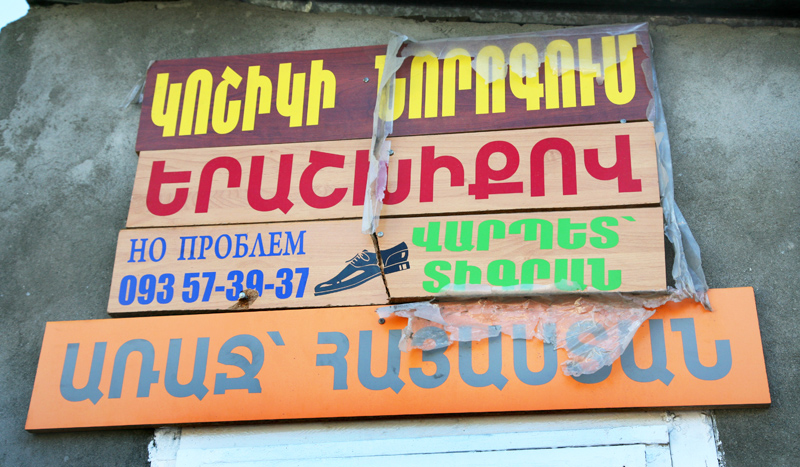 ԿՈՇԻԿԻ ՆՈՐՈԳՈՒՄ
ԵՐԱՇԽԻՔՈՎ
НО ПРОБЛЕМ
093 57-39-37
ՎԱՐՊԵՏ՝
ՏԻԳՐԱՆ
ԱՌԱՋ՝ ՀԱՅԱՍՏԱՆ